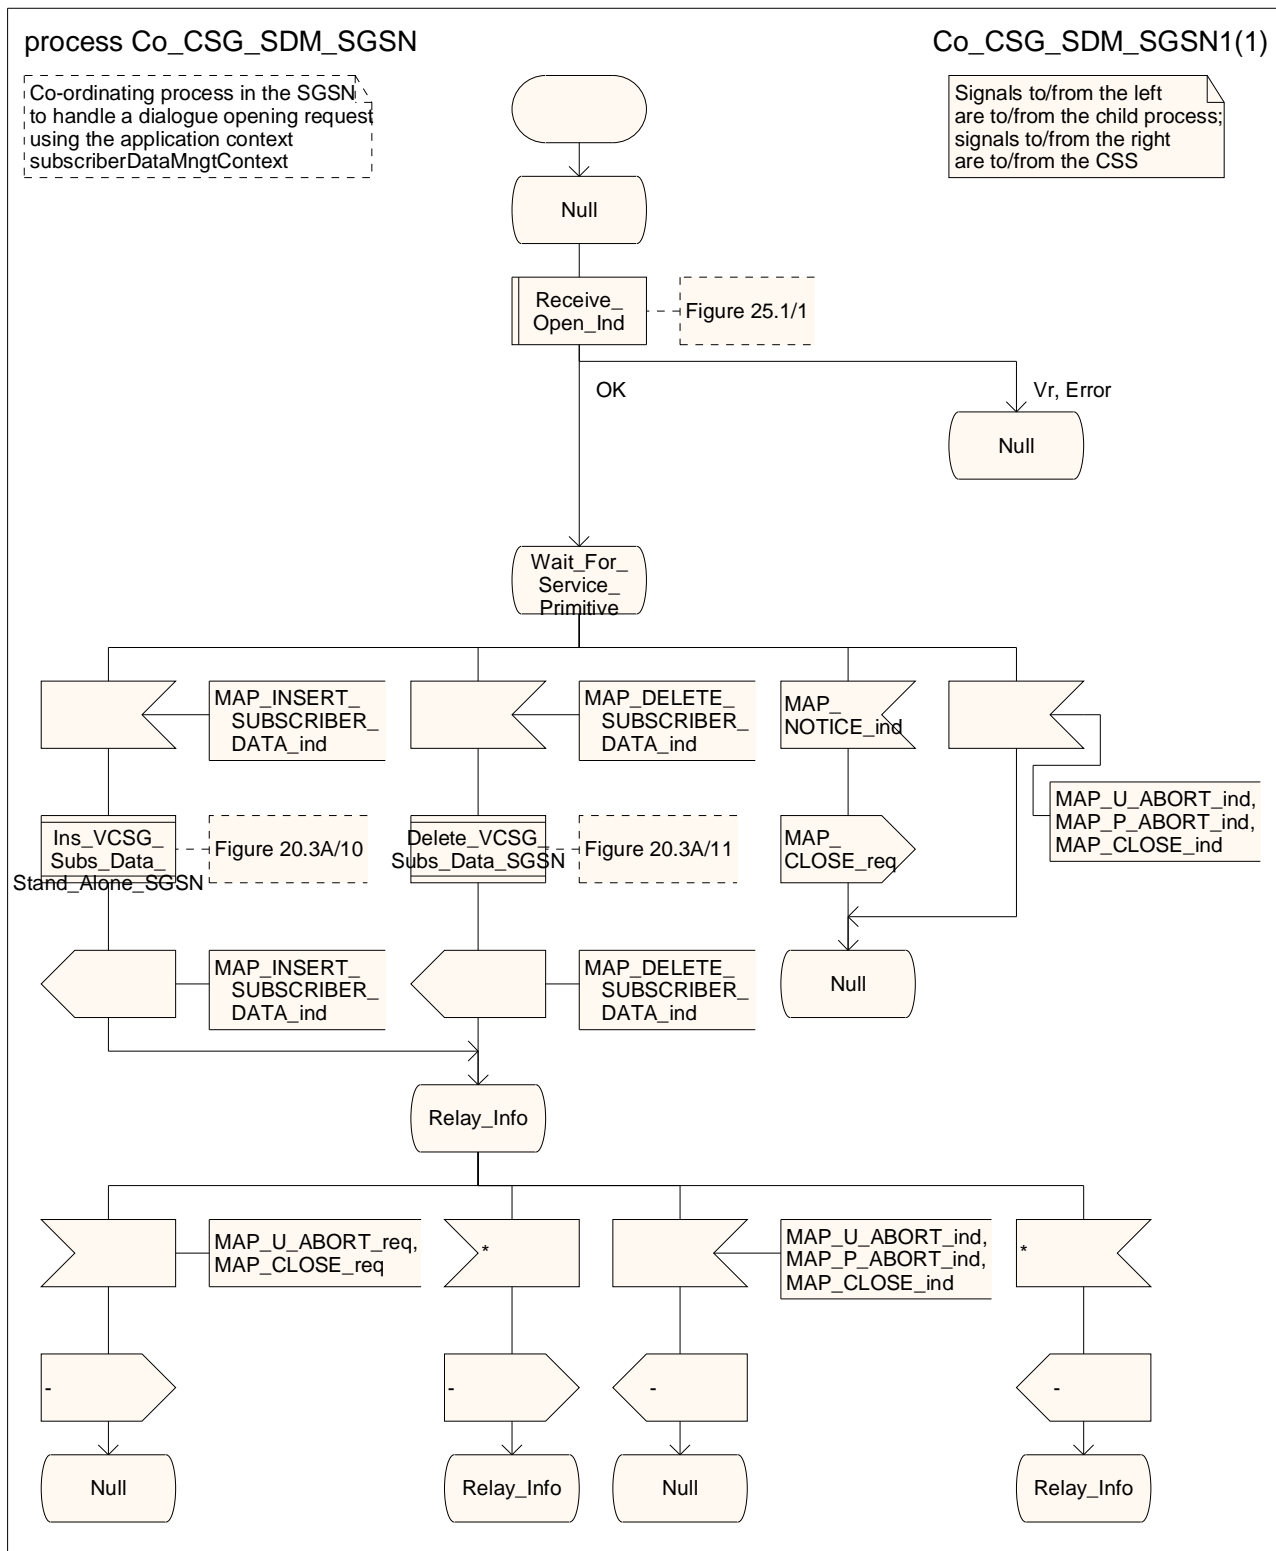 process Co_CSG_SDM_SGSN
Co_CSG_SDM_SGSN1(1)
Co-ordinating process in the SGSN
to handle a dialogue opening request
using the application context
subscriberDataMngtContext
Signals to/from the left
are to/from the child process;
signals to/from the right
are to/from the CSS
Null
Receive_
Open_Ind
Figure 25.1/1
OK
Vr, Error
Null
Wait_For_
Service_
Primitive
MAP_INSERT_
SUBSCRIBER_
DATA_ind
MAP_DELETE_
SUBSCRIBER_
DATA_ind
MAP_
NOTICE_ind
MAP_U_ABORT_ind,
MAP_P_ABORT_ind,
MAP_CLOSE_ind
Ins_VCSG_
Subs_Data_
Stand_Alone_SGSN
Figure 20.3A/10
Delete_VCSG_
Subs_Data_SGSN
Figure 20.3A/11
MAP_
CLOSE_req
MAP_INSERT_
SUBSCRIBER_
DATA_ind
MAP_DELETE_
SUBSCRIBER_
DATA_ind
Null
Relay_Info
MAP_U_ABORT_req,
MAP_CLOSE_req
*
MAP_U_ABORT_ind,
MAP_P_ABORT_ind,
MAP_CLOSE_ind
*
-
-
-
-
Null
Relay_Info
Null
Relay_Info